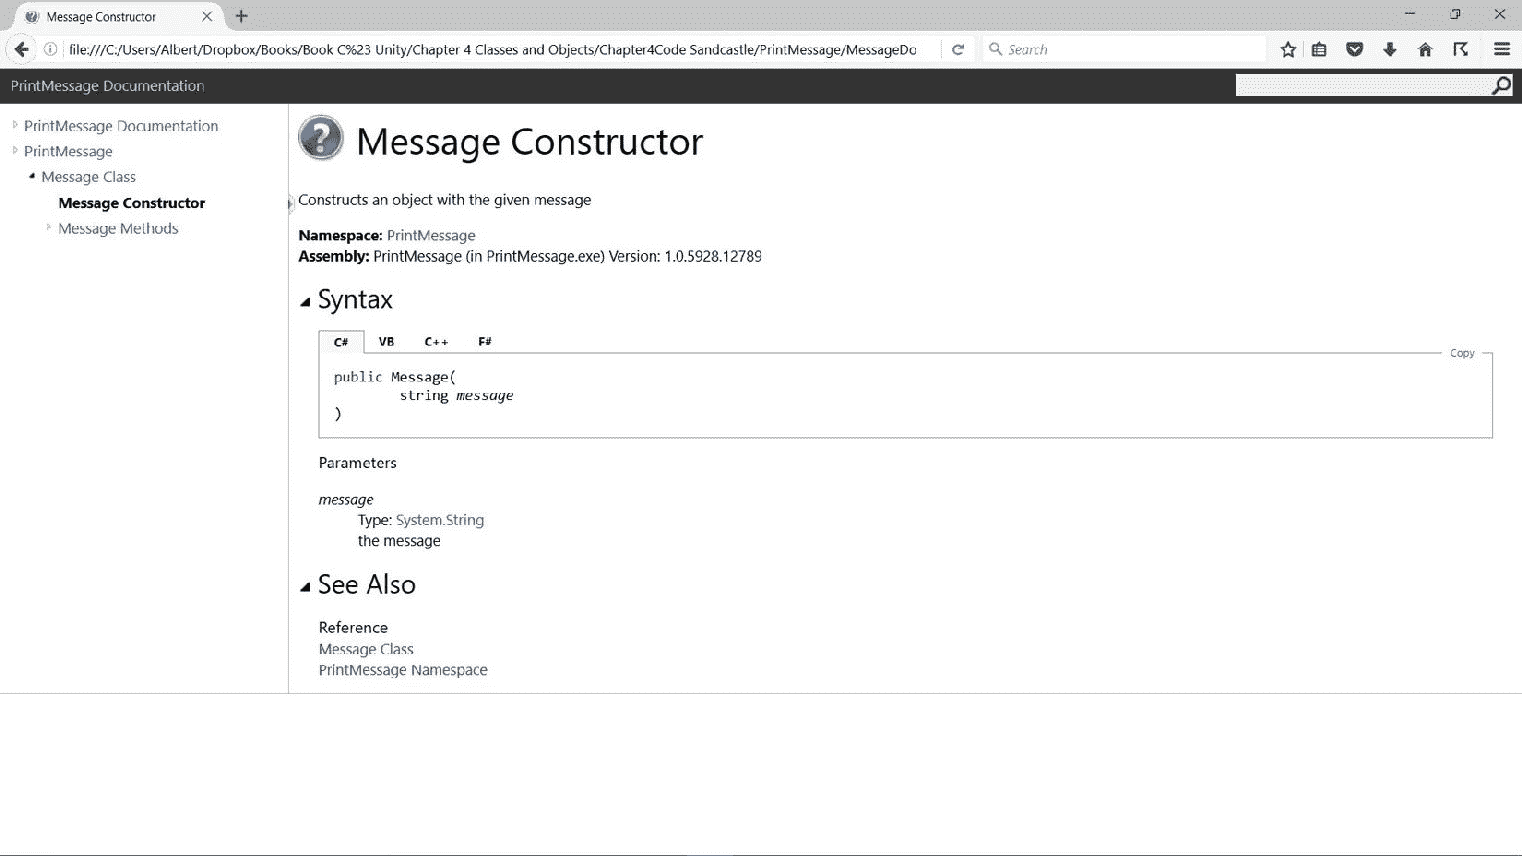 Message Constructor
file:///C:/Users/Albert/Dropbox/Books/Book C%23 Unity/Chapter 4 Classes and Objects/Chapter4Code Sandcastle/PrintMessage/MessageDo
Search
PrintMessage Documentation
PrintMessage Documentation
PrintMessage
Message Class
Message Constructor
Message Methods
Message Constructor
Constructs an object with the given message
Namespace: PrintMessage
Assembly: PrintMessage (in PrintMessage.exe) Version: 1.0.5928.12789
Syntax
C# VB C++ F#
Copy
public Message(
string message
)
Parameters
message
Type: System.String
the message
See Also
Reference
Message Class
PrintMessage Namespace